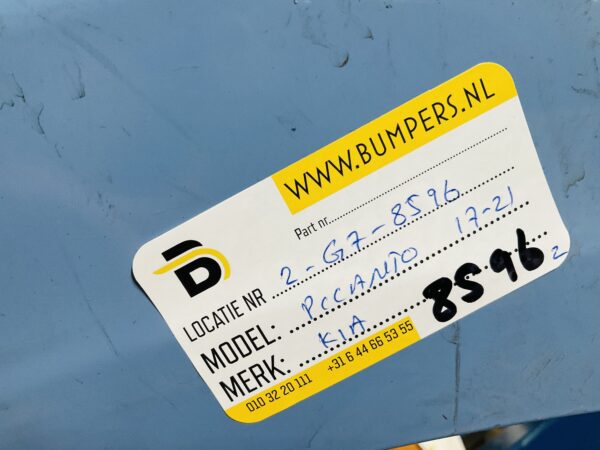 WWW.BUMPERS.NL
Part nr.
LOCATIE NR 2-G7-8596
MODEL: PCCANTO 17-21
MERK: KIA 8596 2
010 32 20 111 +31 6 44 66 53 55